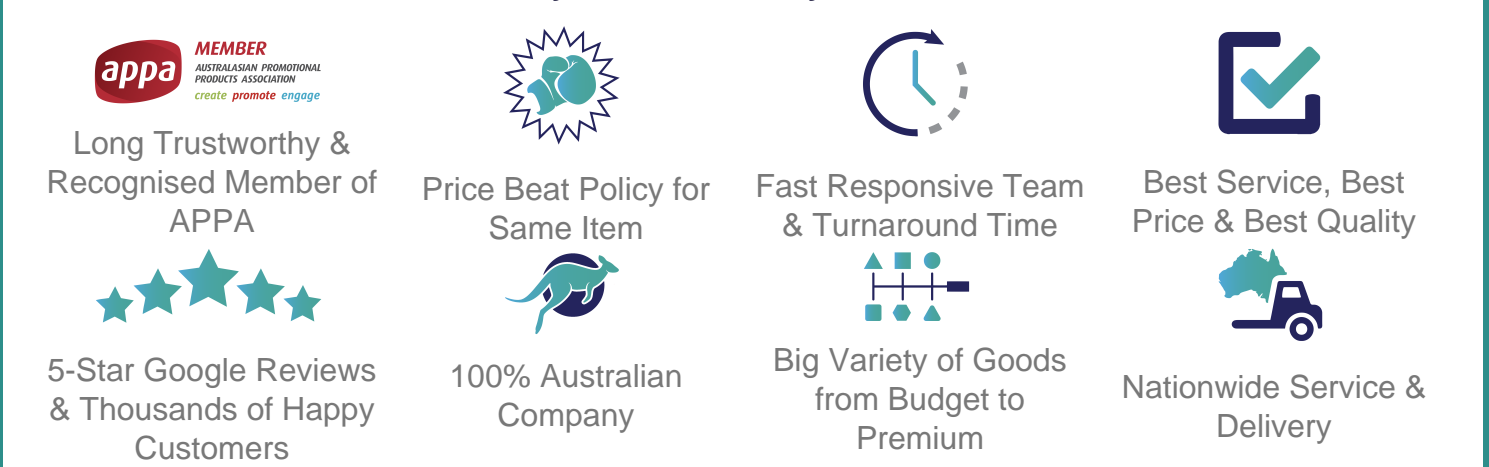 appa
MEMBER
AUSTRALASIAN PROMOTIONAL
PRODUCTS ASSOCIATION
create promote engage
Long Trustworthy &
Recognised Member of
APPA
Price Beat Policy for
Same Item
Fast Responsive Team
& Turnaround Time
Best Service, Best
Price & Best Quality
5-Star Google Reviews
& Thousands of Happy
Customers
100% Australian
Company
Big Variety of Goods
from Budget to
Premium
Nationwide Service &
Delivery